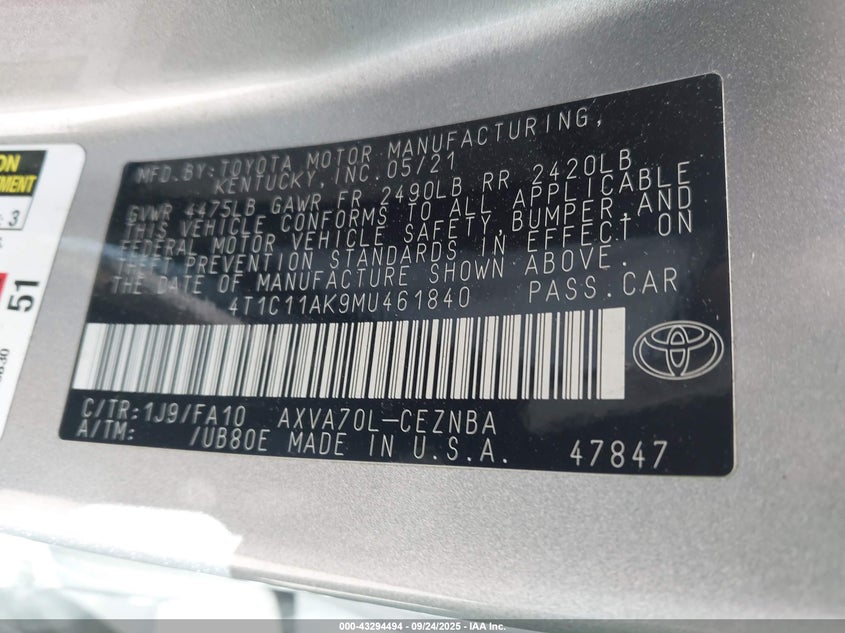 MFD.BY:TOYOTA MOTOR MANUFACTURING,
KENTUCKY, INC.05/21
GVWR 4475LB GAWR FR 2490LB RR 2420LB
THIS VEHICLE CONFORMS TO ALL APPLICABLE
FEDERAL MOTOR VEHICLE SAFETY,BUMPER,AND
THEFT PREVENTION STANDARDS IN EFFECT ON
THE DATE OF MANUFACTURE SHOWN ABOVE.
4T1C11AK9MU461840 PASS.CAR
C/TR:1J9/FA10 AXVA70L-CEZNBA
A/TM: /UB80E MADE IN U.S.A. 47847
3
51
000-43294494 - 09/24/2025 - IAA Inc.